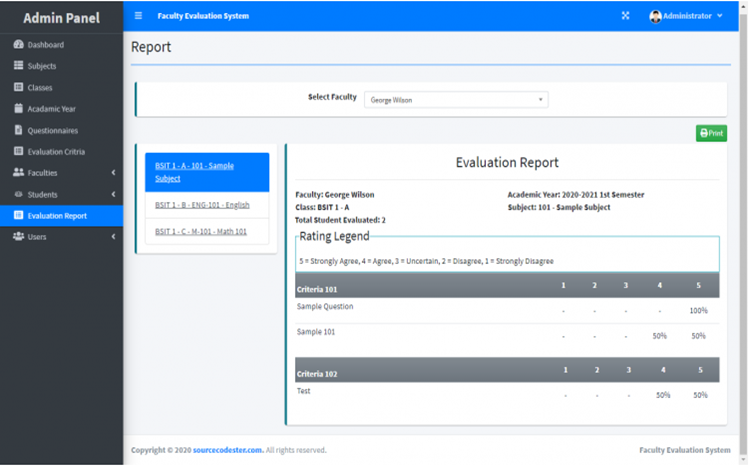 Admin Panel
Dashboard
Subjects
Classes
Acadamic Year
Questionnaires
Evaluation Critria
Faculties
Students
Evaluation Report
Users
Faculty Evaluation System
Administrator
Report
Select Faculty George Wilson
Print
BSIT 1 - A - 101 - Sample
Subject
BSIT 1 - B - ENG-101 - English
BSIT 1 - C - M-101 - Math 101
Evaluation Report
Faculty: George Wilson Academic Year: 2020-2021 1st Semester
Class: BSIT 1 - A Subject: 101 - Sample Subject
Total Student Evaluated: 2
Rating Legend
5 = Strongly Agree, 4 = Agree, 3 = Uncertain, 2 = Disagree, 1 = Strongly Disagree
Criteria 101 1 2 3 4 5
Sample Question - - - - 100%
Sample 101 - - - 50% 50%
Criteria 102 1 2 3 4 5
Test - - - 50% 50%
Copyright © 2020 sourcecodester.com. All rights reserved. Faculty Evaluation System